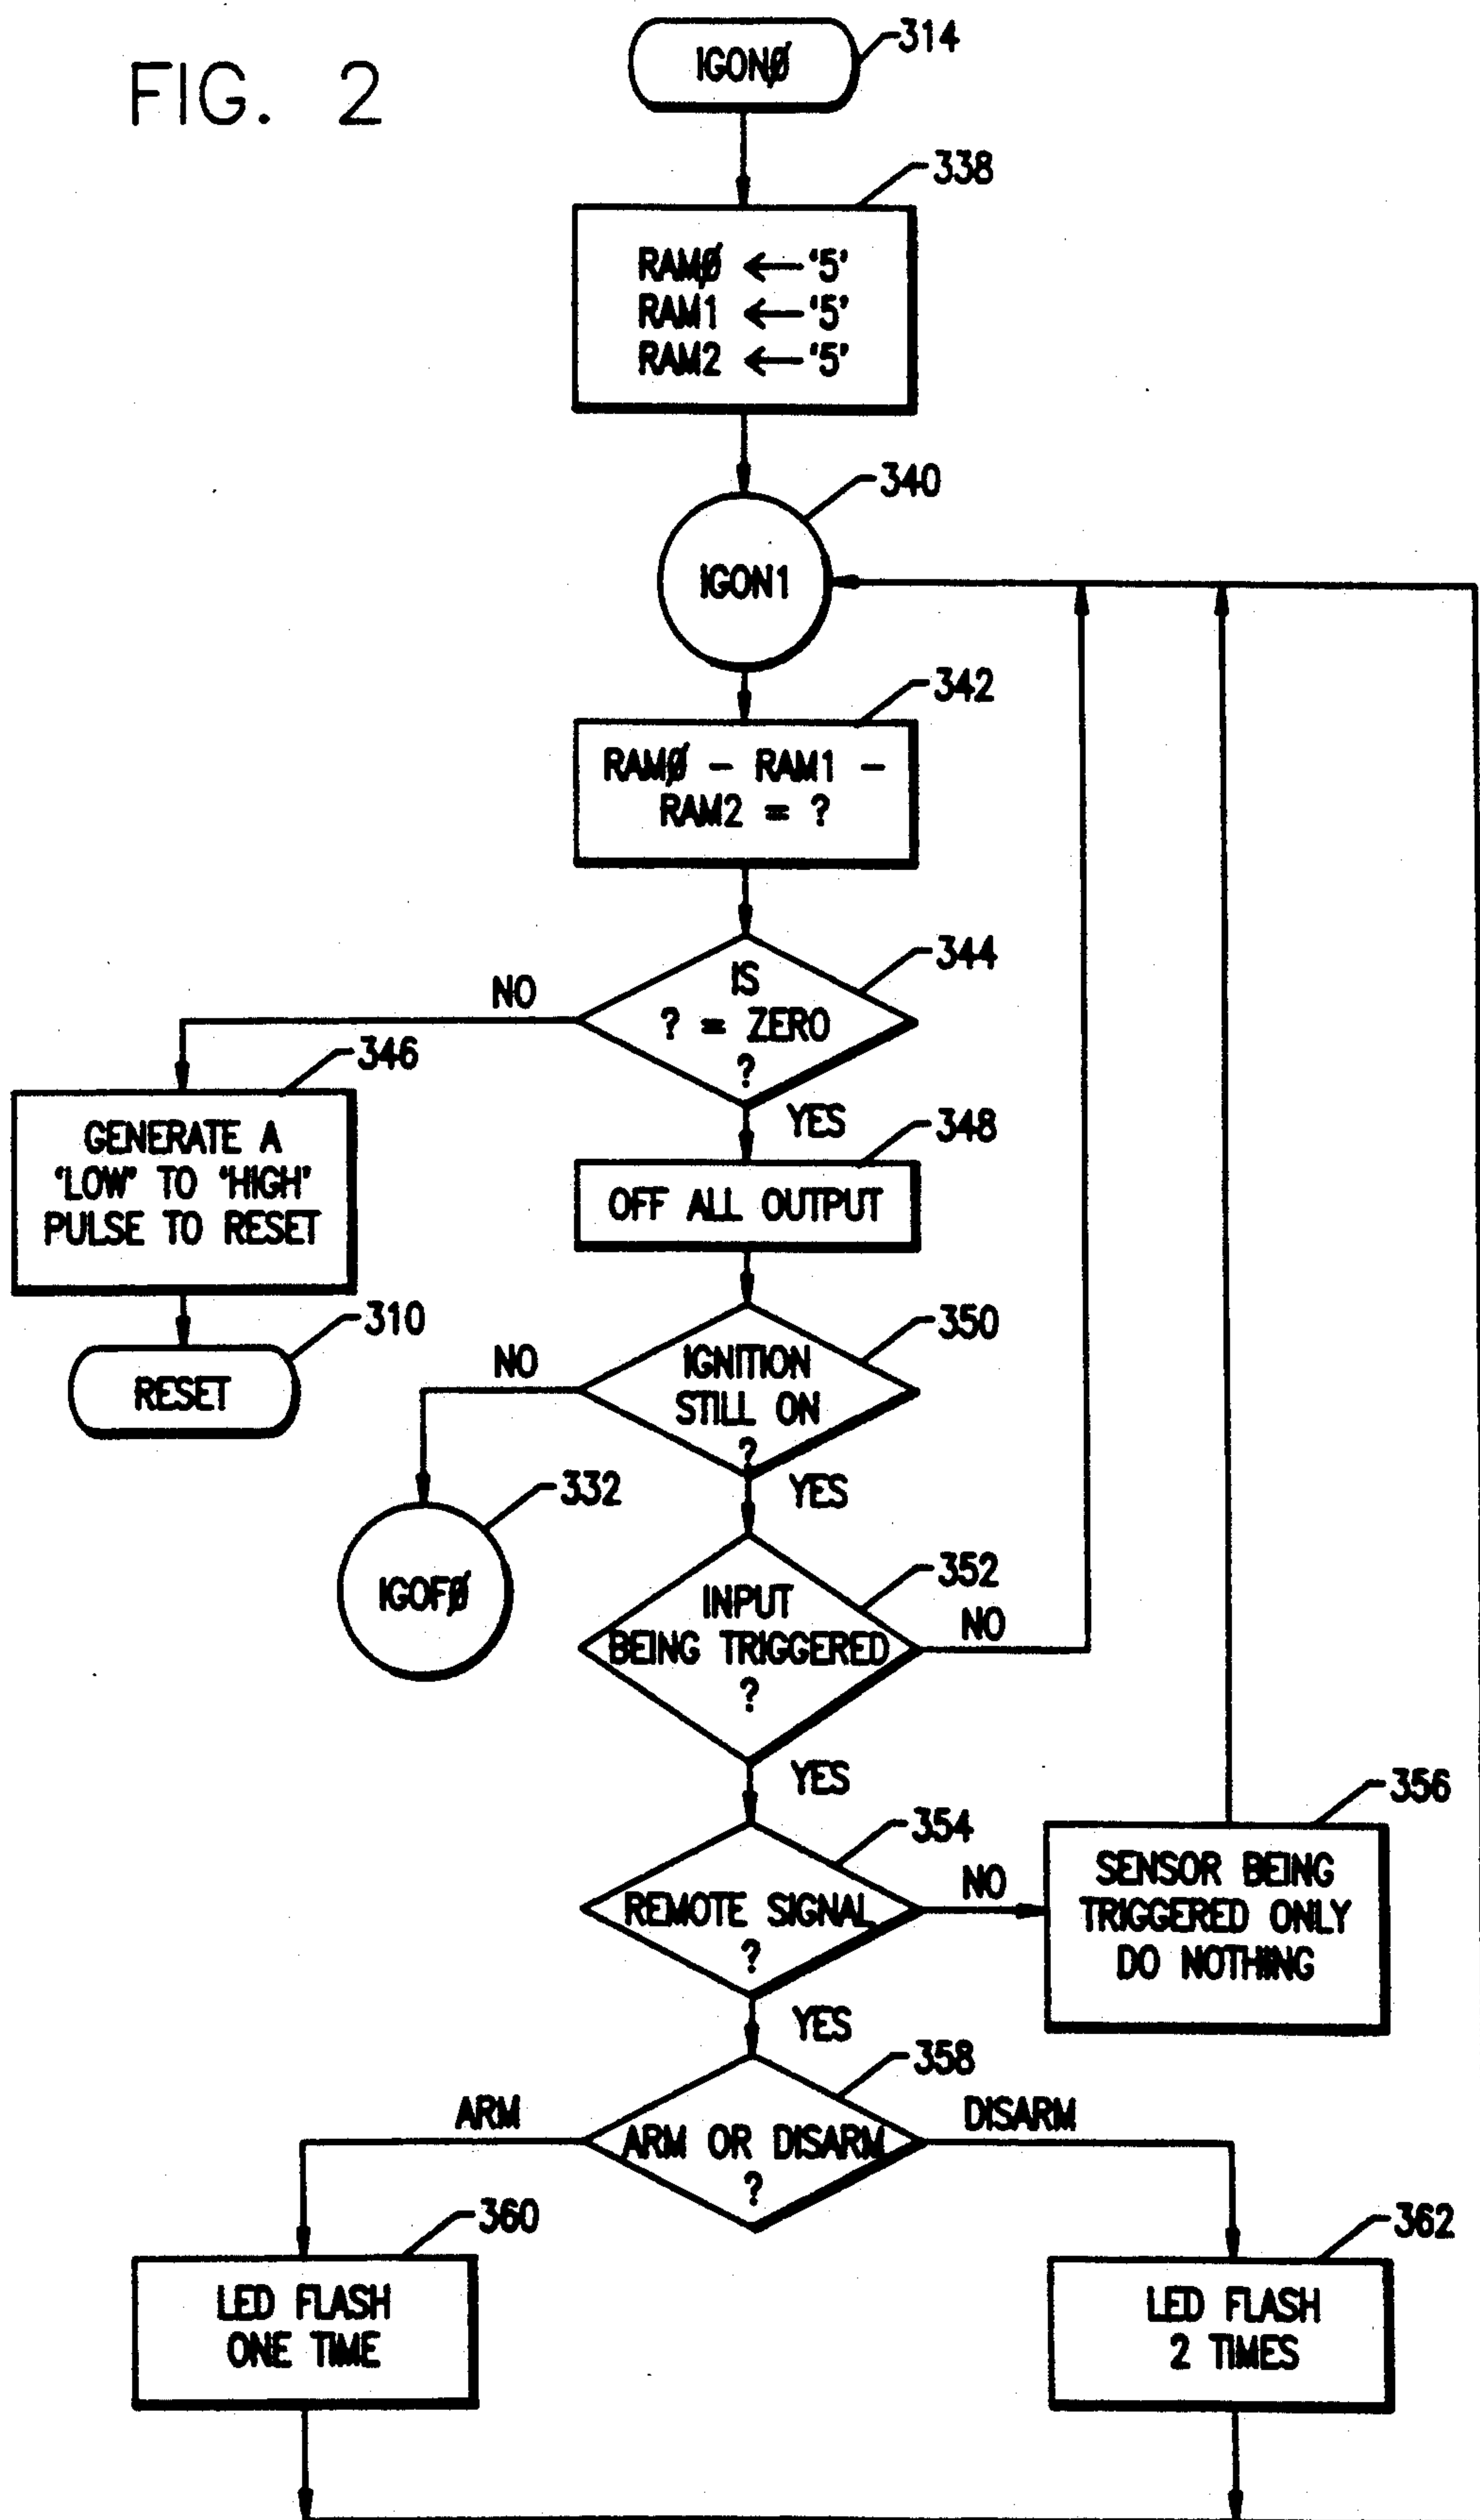 FIG. 2
IGONØ
314
338
RAMØ ← '5'
RAM1 ← '5'
RAM2 ← '5'
340
IGON1
342
RAMØ - RAM1 -
RAM2 = ?
344
IS
? = ZERO
?
NO
YES
346
GENERATE A
'LOW' TO 'HIGH'
PULSE TO RESET
348
OFF ALL OUTPUT
310
RESET
350
IGNITION
STILL ON
?
NO
YES
332
IGOFØ
352
INPUT
BEING TRIGGERED
?
NO
YES
354
REMOTE SIGNAL
?
NO
YES
356
SENSOR BEING
TRIGGERED ONLY
DO NOTHING
358
ARM OR DISARM
?
ARM
DISARM
360
LED FLASH
ONE TIME
362
LED FLASH
2 TIMES